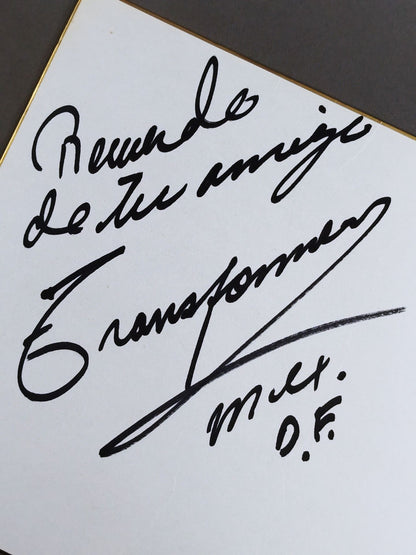 Recuerdo
de tu amigo
Transformer
Mex.
D.F.